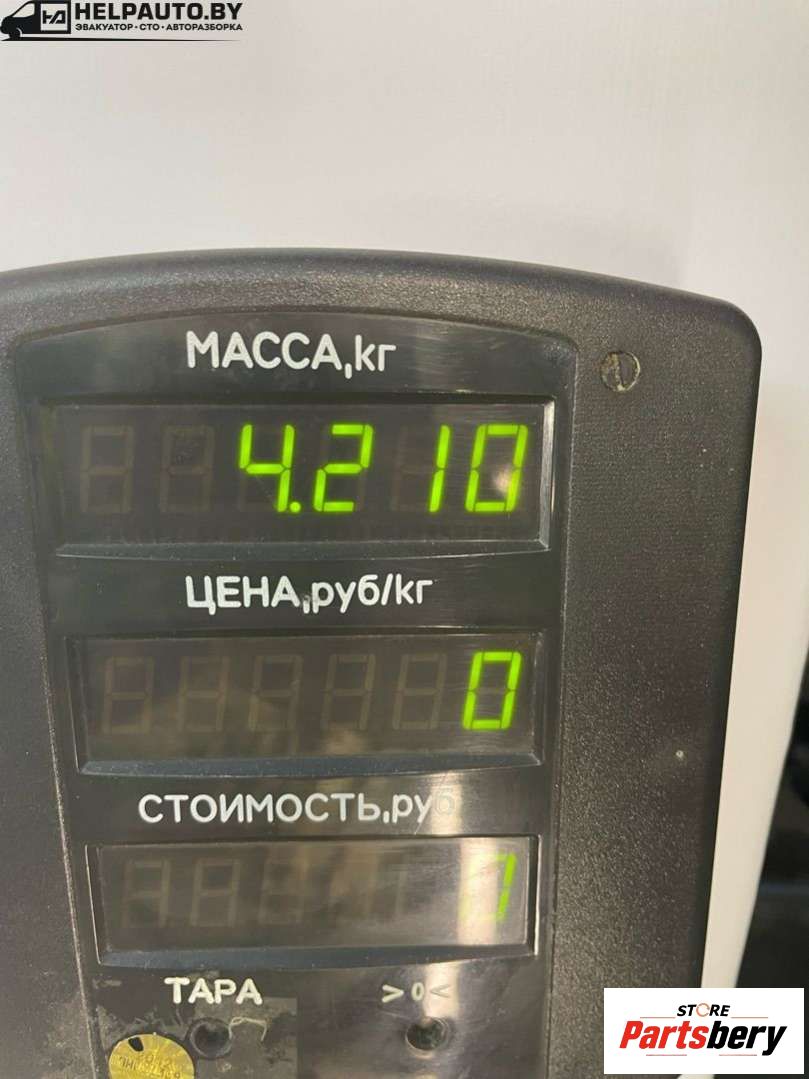 HELPAUTO.BY
ЭВАКУАТОР • СТО • АВТОРАЗБОРКА
МАССА,кг
4.210
ЦЕНА,руб/кг
0
СТОИМОСТЬ,руб
ТАРА >0<
STORE
Partsbery